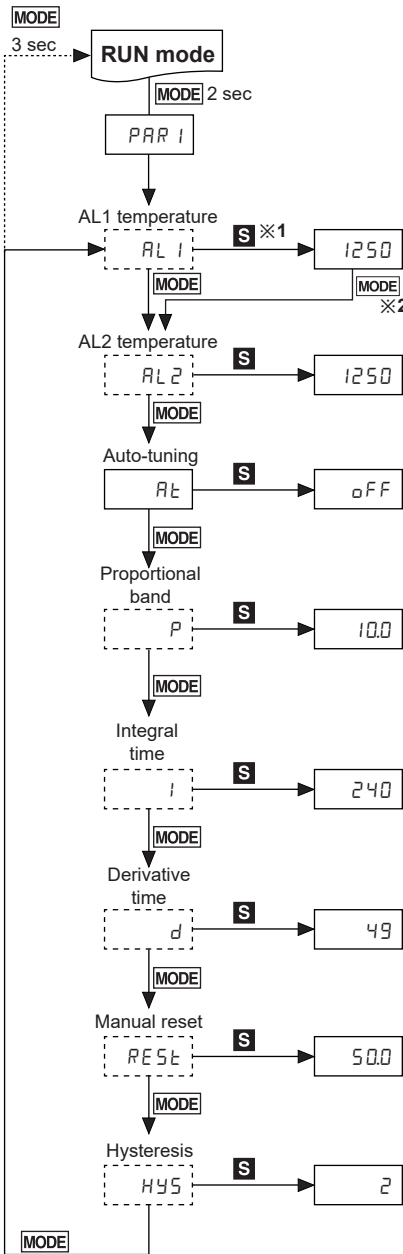 MODE
3 sec
RUN mode
MODE 2 sec
PAR1
AL1 temperature
AL1
S ※1
1250
MODE
MODE
※2
AL2 temperature
AL2
S
1250
MODE
Auto-tuning
At
S
oFF
MODE
Proportional
band
P
S
10.0
MODE
Integral
time
I
S
240
MODE
Derivative
time
d
S
49
MODE
Manual reset
REST
S
50.0
MODE
Hysteresis
HYS
S
2
MODE